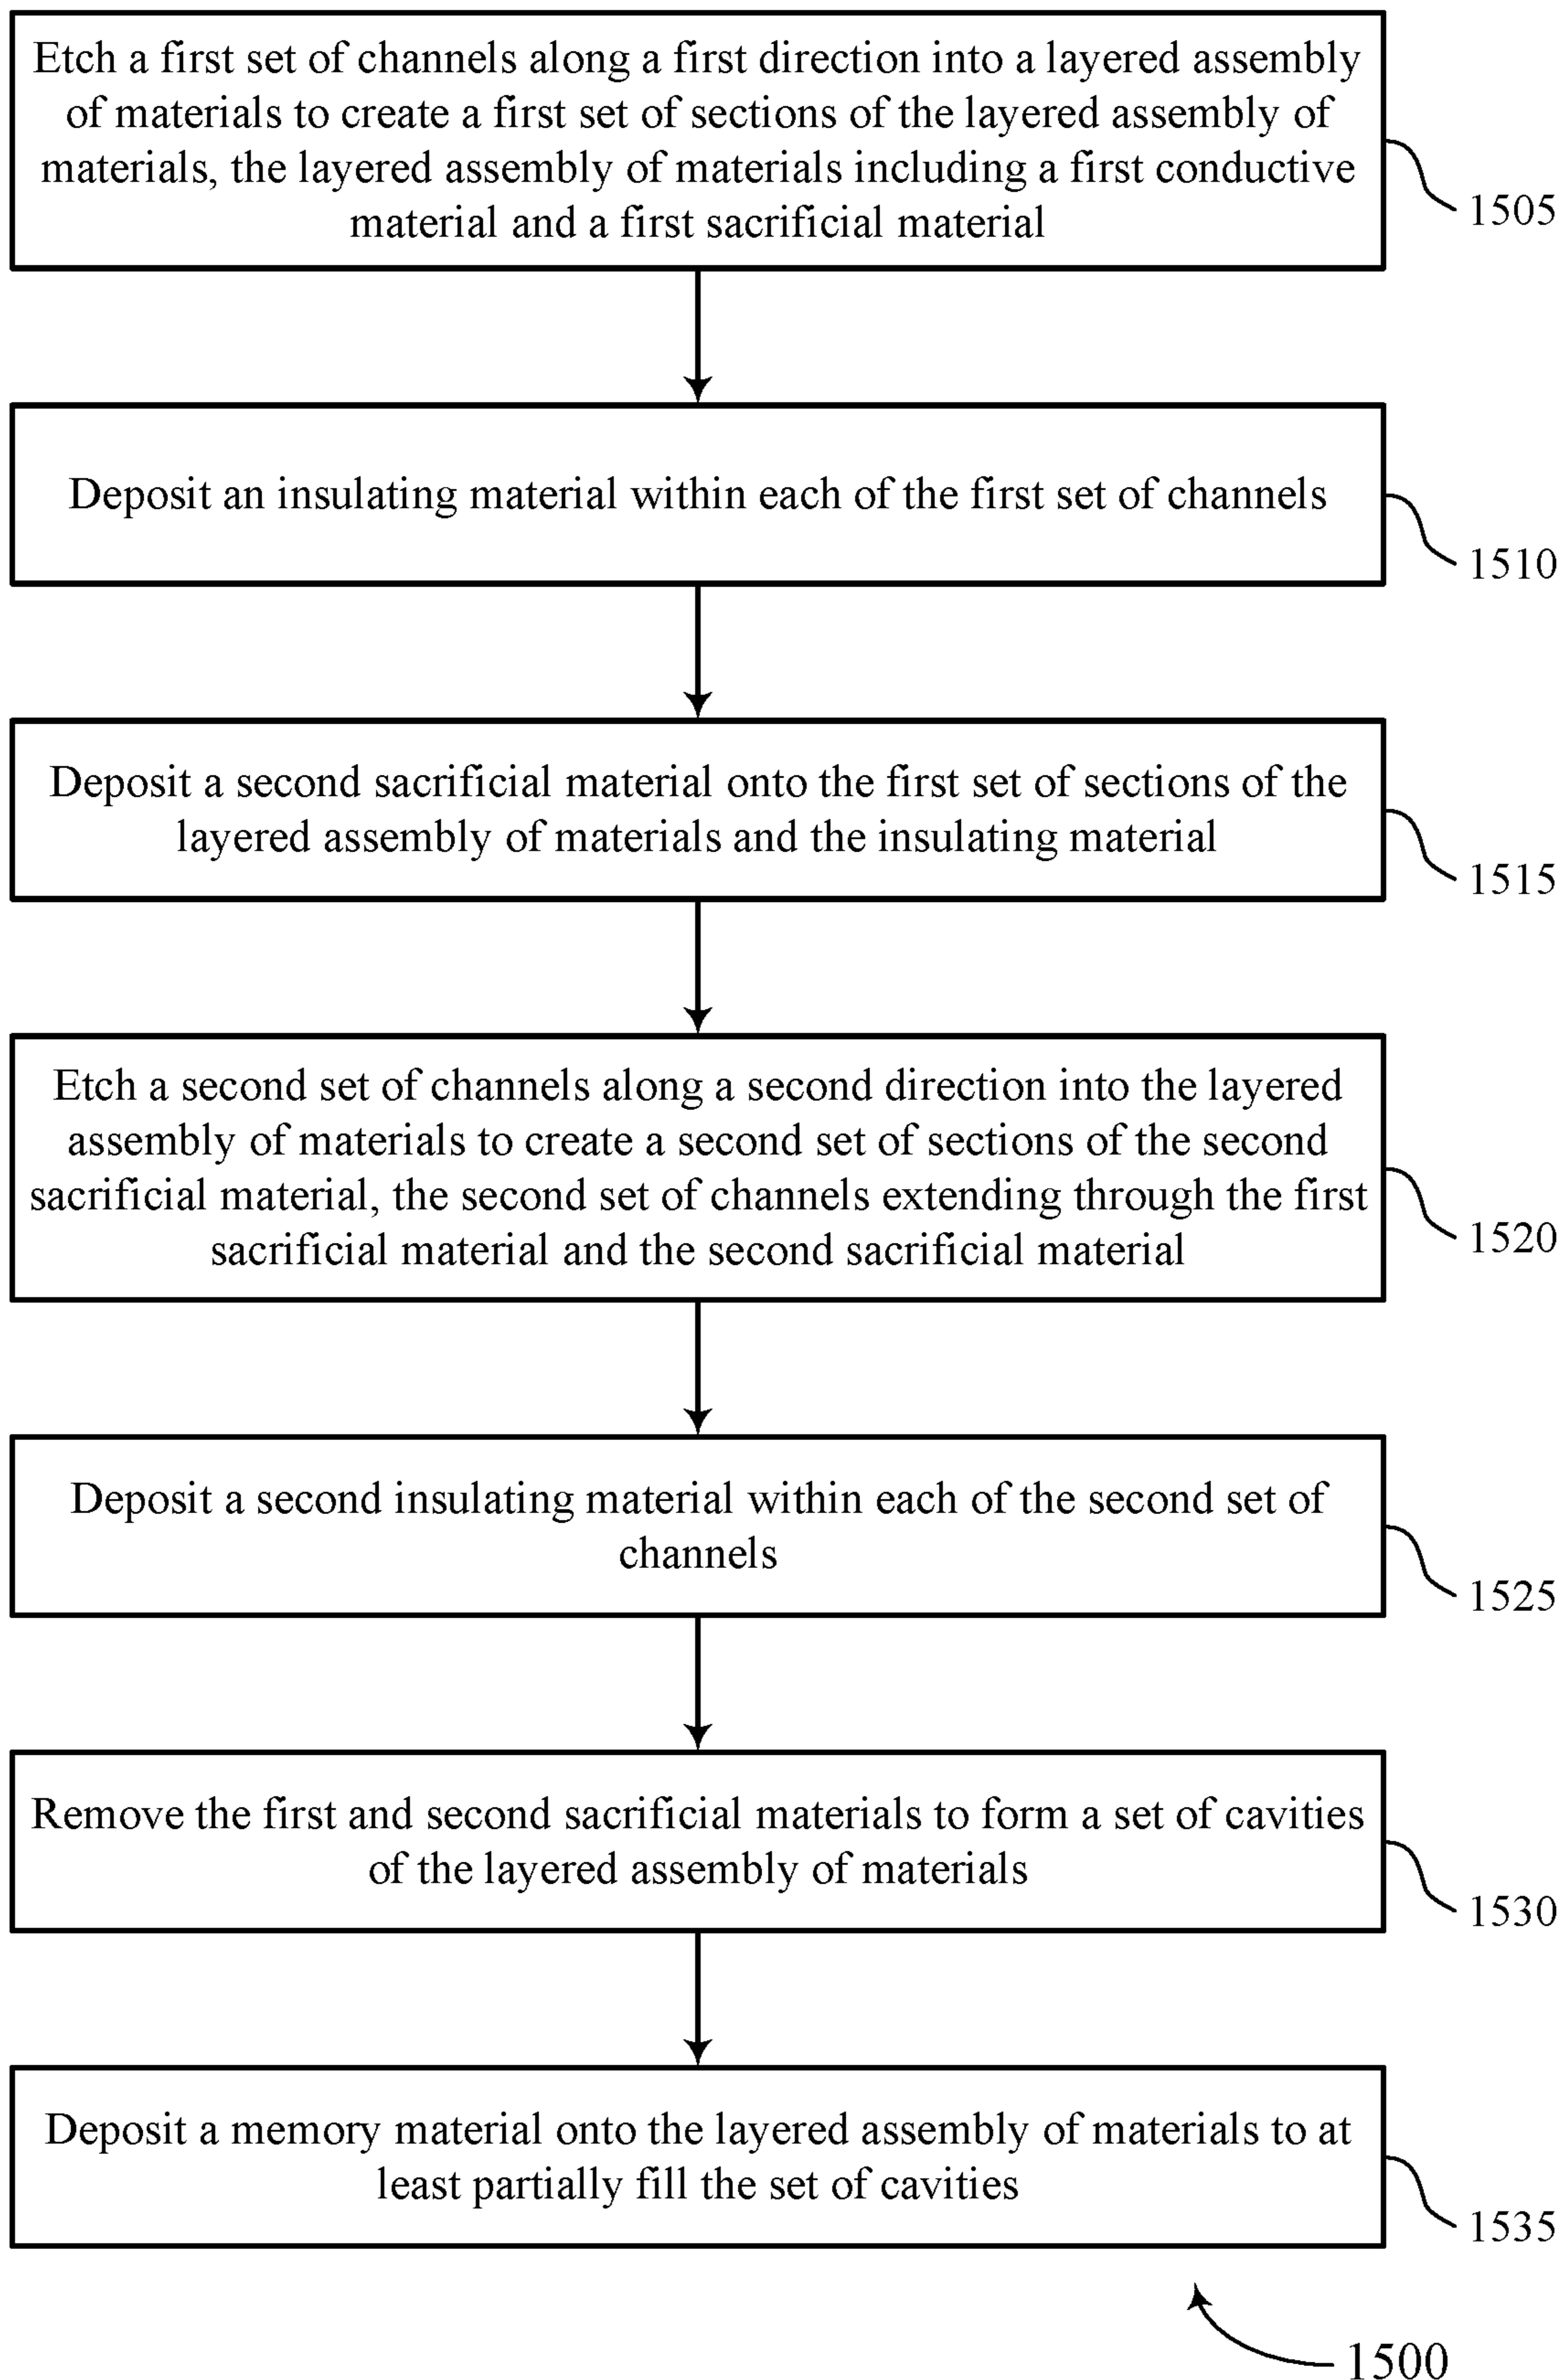 Etch a first set of channels along a first direction into a layered assembly
of materials to create a first set of sections of the layered assembly of
materials, the layered assembly of materials including a first conductive
material and a first sacrificial material
1505
Deposit an insulating material within each of the first set of channels
1510
Deposit a second sacrificial material onto the first set of sections of the
layered assembly of materials and the insulating material
1515
Etch a second set of channels along a second direction into the layered
assembly of materials to create a second set of sections of the second
sacrificial material, the second set of channels extending through the first
sacrificial material and the second sacrificial material
1520
Deposit a second insulating material within each of the second set of
channels
1525
Remove the first and second sacrificial materials to form a set of cavities
of the layered assembly of materials
1530
Deposit a memory material onto the layered assembly of materials to at
least partially fill the set of cavities
1535
1500